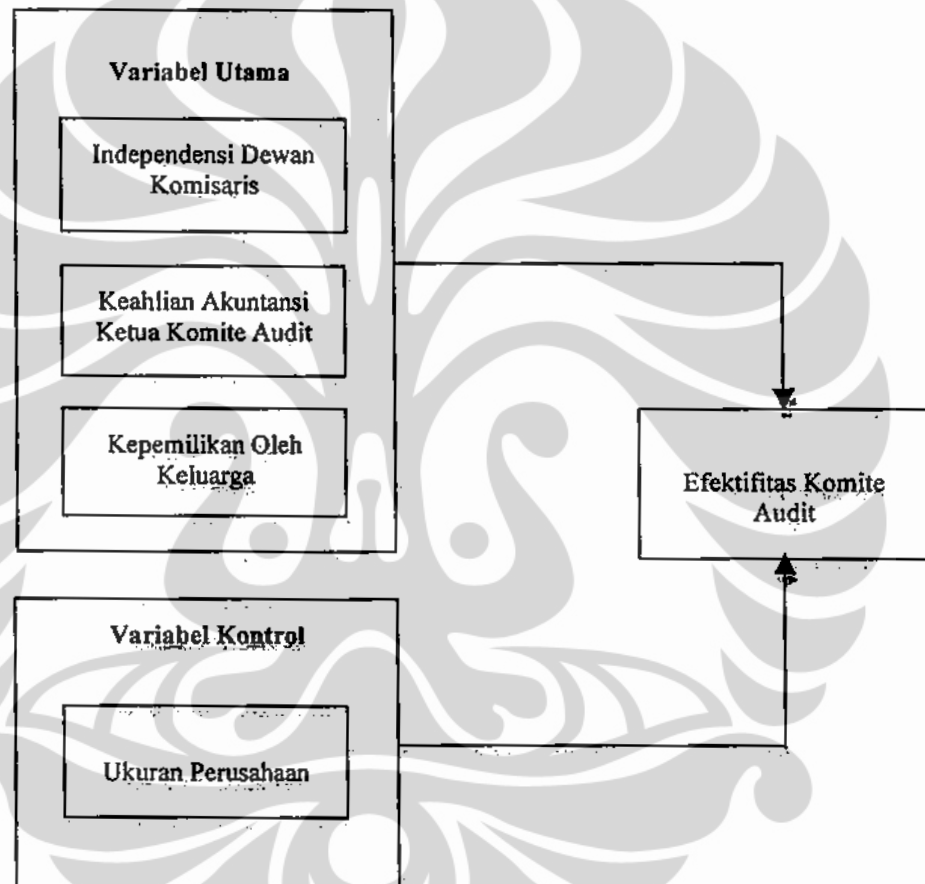 Variabel Utama
Independensi Dewan
Komisaris
Keahlian Akuntansi
Ketua Komite Audit
Kepemilikan Oleh
Keluarga
Efektifitas Komite
Audit
Variabel Kontrol
Ukuran Perusahaan